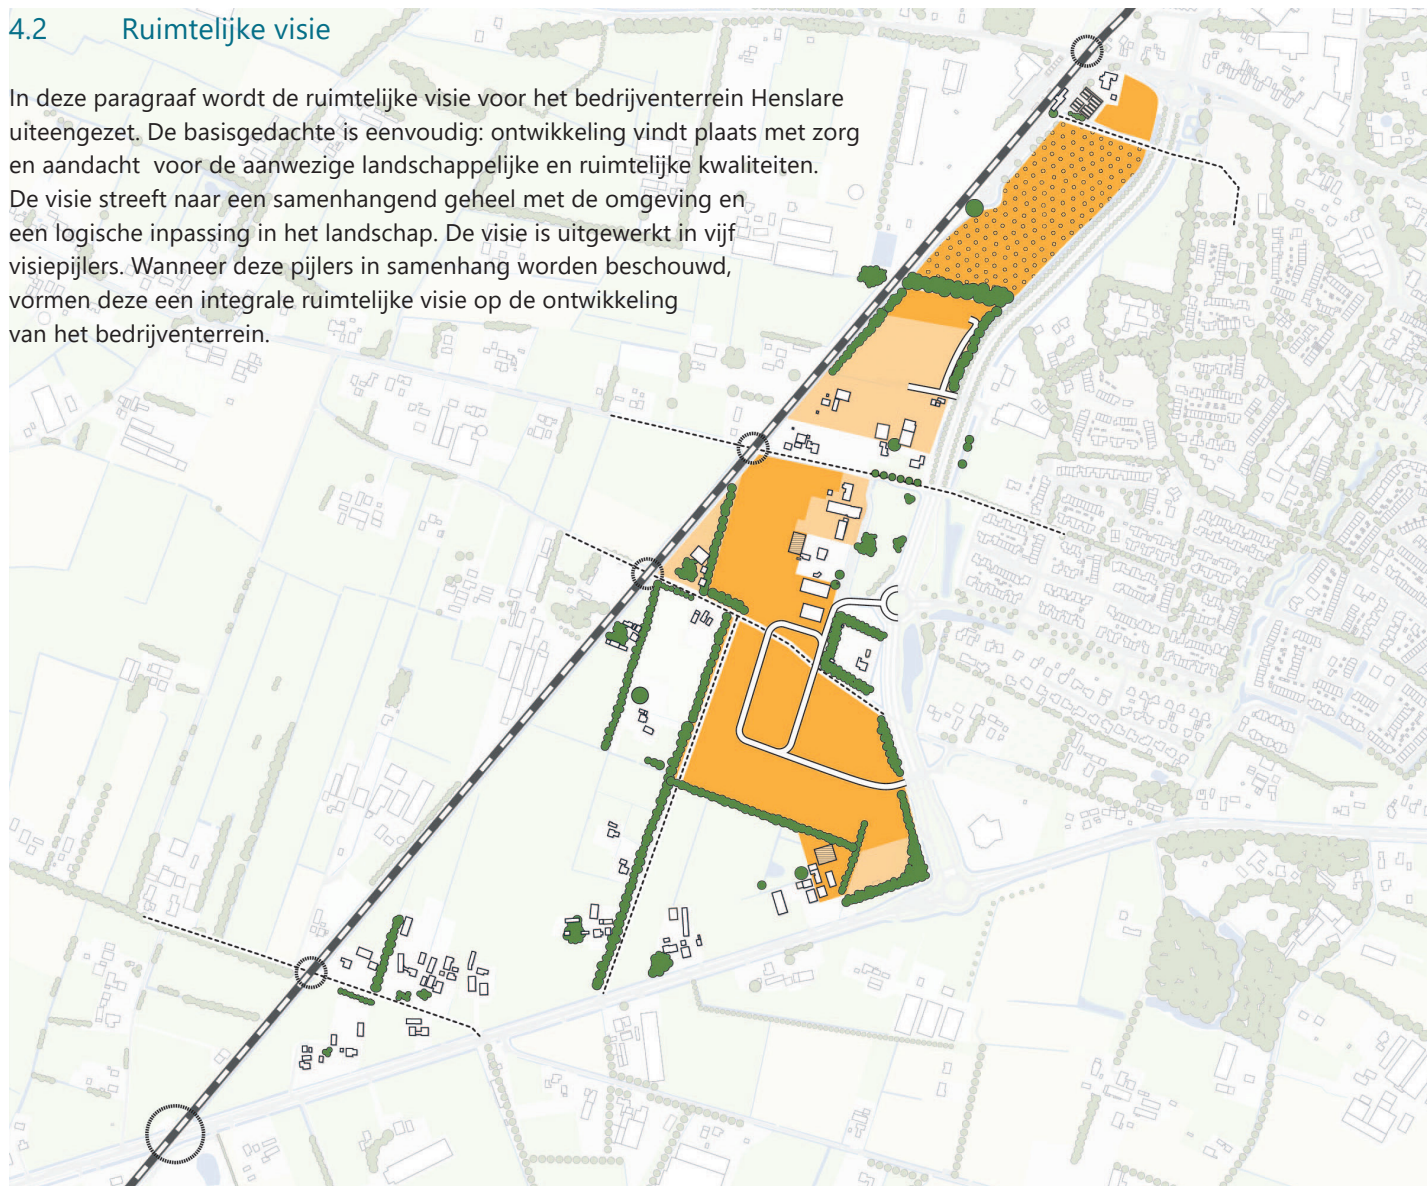 4.2 Ruimtelijke visie
In deze paragraaf wordt de ruimtelijke visie voor het bedrijventerrein Henslare
uiteengezet. De basisgedachte is eenvoudig: ontwikkeling vindt plaats met zorg
en aandacht voor de aanwezige landschappelijke en ruimtelijke kwaliteiten.
De visie streeft naar een samenhangend geheel met de omgeving en
een logische inpassing in het landschap. De visie is uitgewerkt in vijf
visiepijlers. Wanneer deze pijlers in samenhang worden beschouwd,
vormen deze een integrale ruimtelijke visie op de ontwikkeling
van het bedrijventerrein.